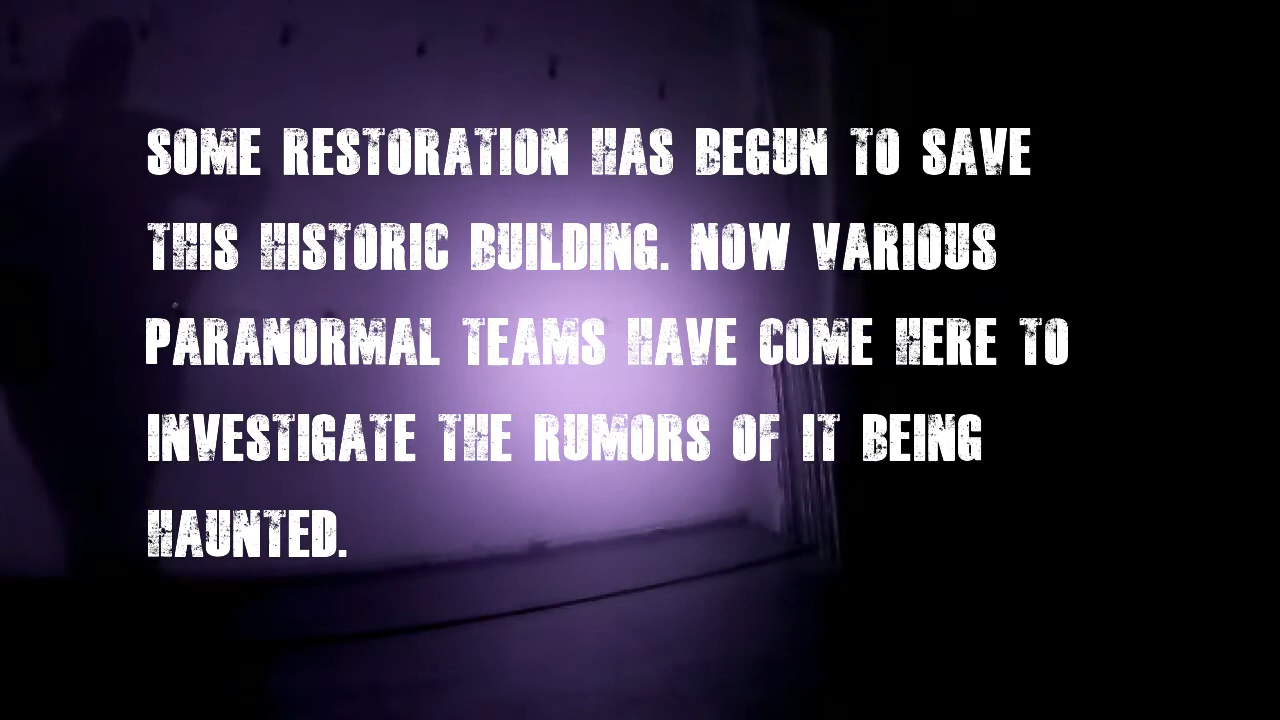 SOME RESTORATION HAS BEGUN TO SAVE
THIS HISTORIC BUILDING. NOW VARIOUS
PARANORMAL TEAMS HAVE COME HERE TO
INVESTIGATE THE RUMORS OF IT BEING
HAUNTED.